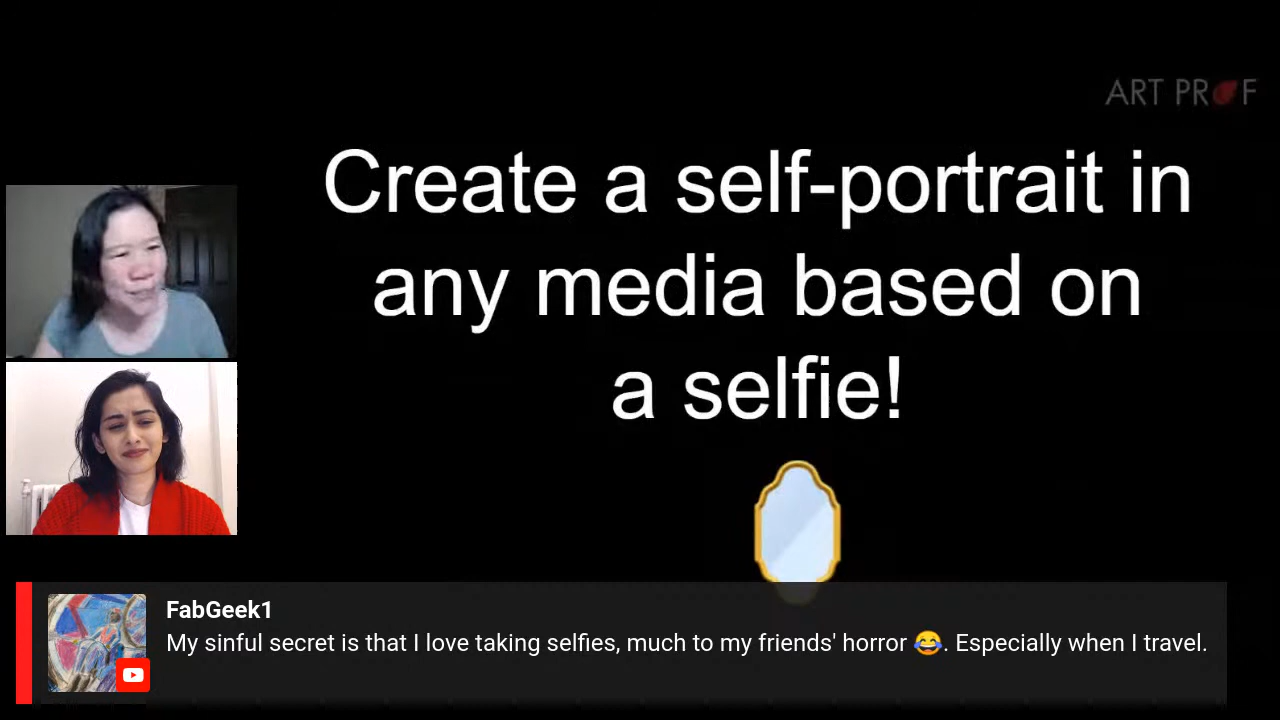 ART PROF
Create a self-portrait in
any media based on
a selfie!
FabGeek1
My sinful secret is that I love taking selfies, much to my friends' horror 😂. Especially when I travel.